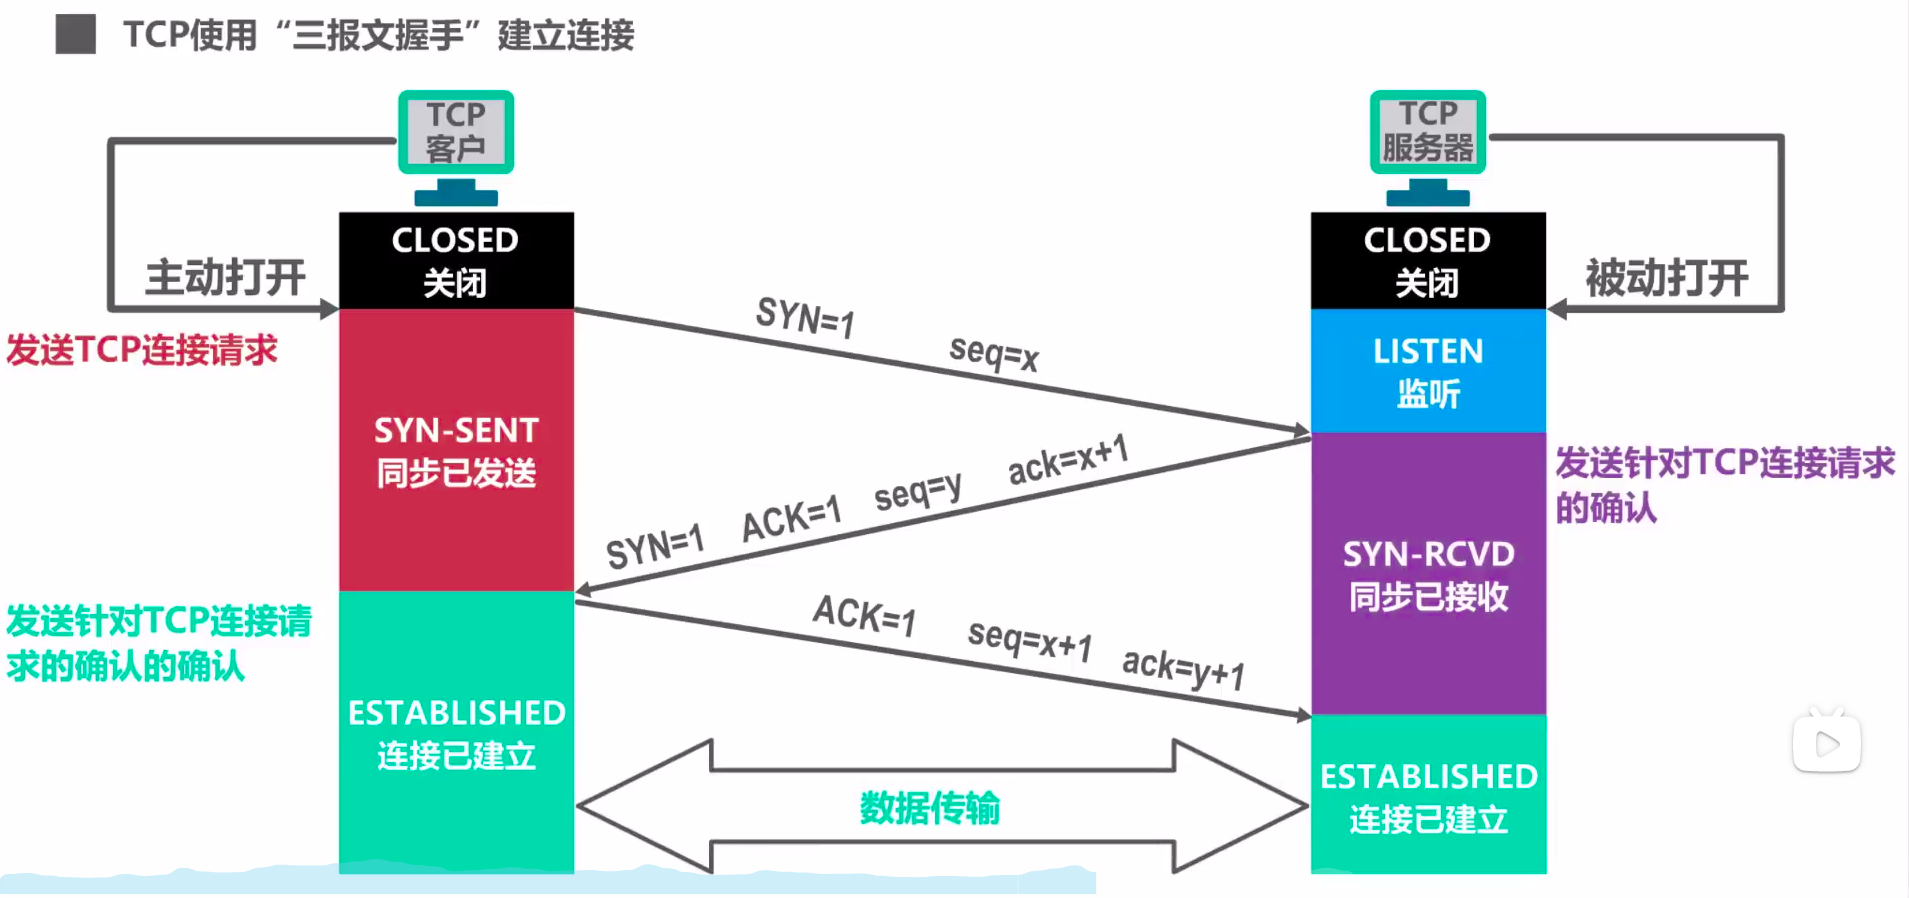 TCP使用“三报文握手”建立连接
TCP
客户
TCP
服务器
CLOSED
关闭
CLOSED
关闭
主动打开
被动打开
发送TCP连接请求
SYN=1 seq=x
LISTEN
监听
SYN-SENT
同步已发送
SYN=1 ACK=1 seq=y ack=x+1
发送针对TCP连接请求
的确认
SYN-RCVD
同步已接收
发送针对TCP连接请
求的确认的确认
ACK=1 seq=x+1 ack=y+1
ESTABLISHED
连接已建立
数据传输
ESTABLISHED
连接已建立